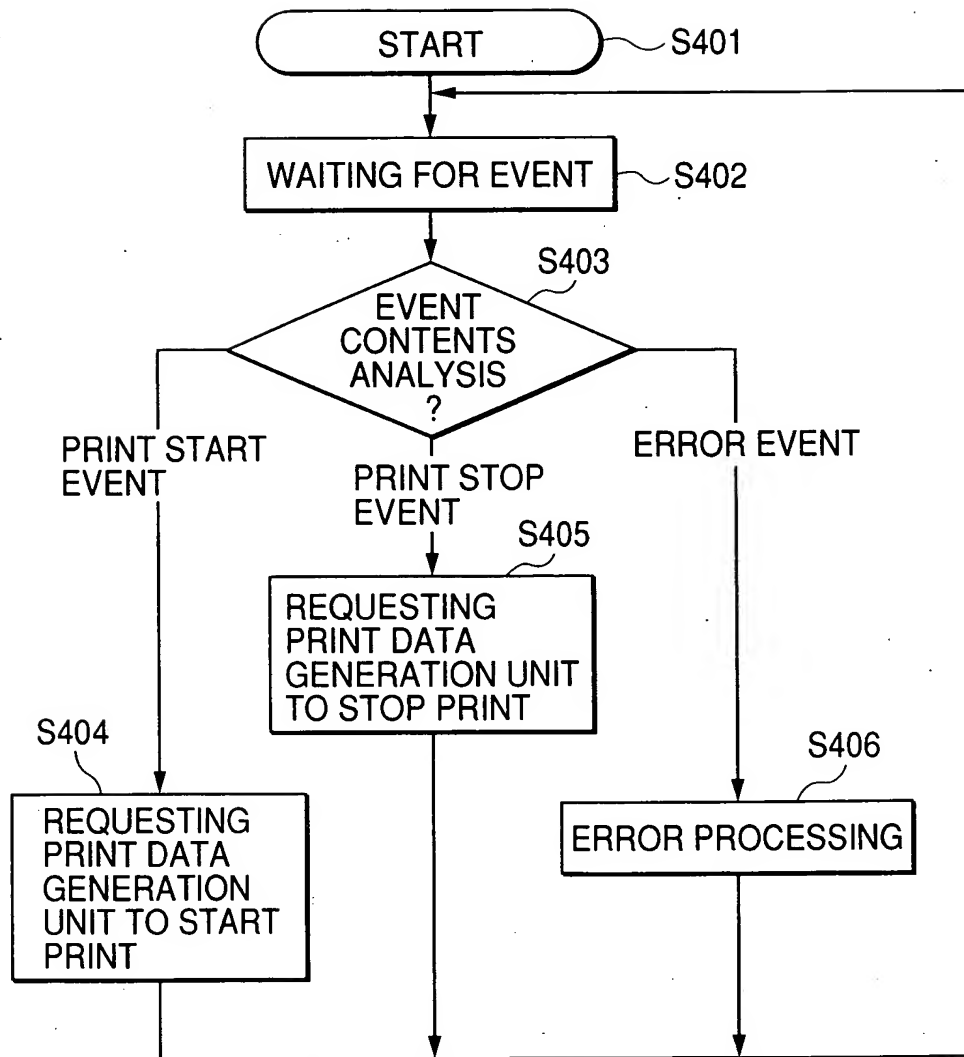 START
S401
WAITING FOR EVENT
S402
S403
EVENT
CONTENTS
ANALYSIS
?
PRINT START
EVENT
PRINT STOP
EVENT
ERROR EVENT
S405
REQUESTING
PRINT DATA
GENERATION UNIT
TO STOP PRINT
S404
REQUESTING
PRINT DATA
GENERATION
UNIT TO START
PRINT
S406
ERROR PROCESSING